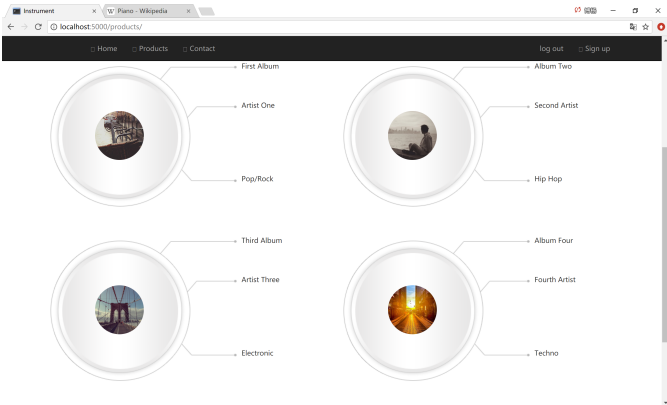 Instrument
Piano - Wikipedia
localhost:5000/products/
Home Products Contact log out Sign up
First Album
Artist One
Pop/Rock
Album Two
Second Artist
Hip Hop
Third Album
Artist Three
Electronic
Album Four
Fourth Artist
Techno